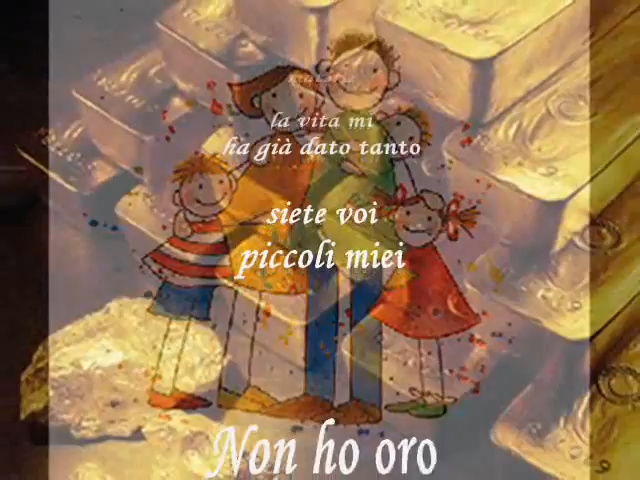 la vita mi
ha già dato tanto
siete voi
piccoli miei
Non ho oro